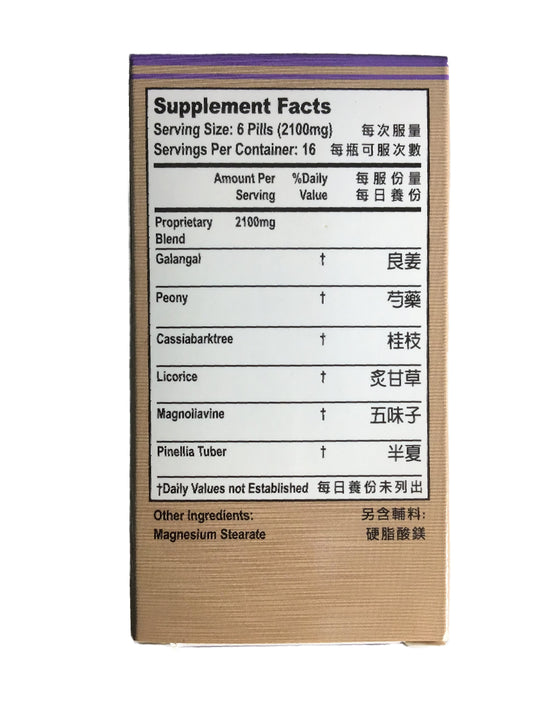 Supplement Facts
Serving Size: 6 Pills (2100mg) 每次服量
Servings Per Container: 16 每瓶可服次數
Amount Per %Daily 每服份量
Serving Value 每日養份
Proprietary 2100mg
Blend
Galangal † 良姜
Peony † 芍藥
Cassiabarktree † 桂枝
Licorice † 炙甘草
Magnoliavine † 五味子
Pinellia Tuber † 半夏
†Daily Values not Established 每日養份未列出
Other Ingredients: 另含輔料:
Magnesium Stearate 硬脂酸鎂